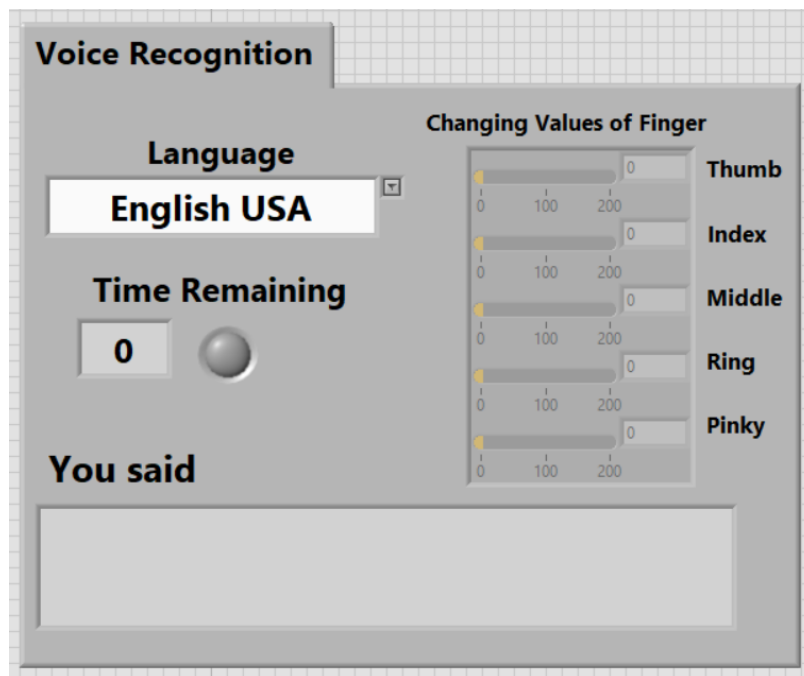 Voice Recognition
Changing Values of Finger
Language
English USA
Time Remaining
0
You said
0 Thumb
0 100 200
0 Index
0 100 200
0 Middle
0 100 200
0 Ring
0 100 200
0 Pinky
0 100 200